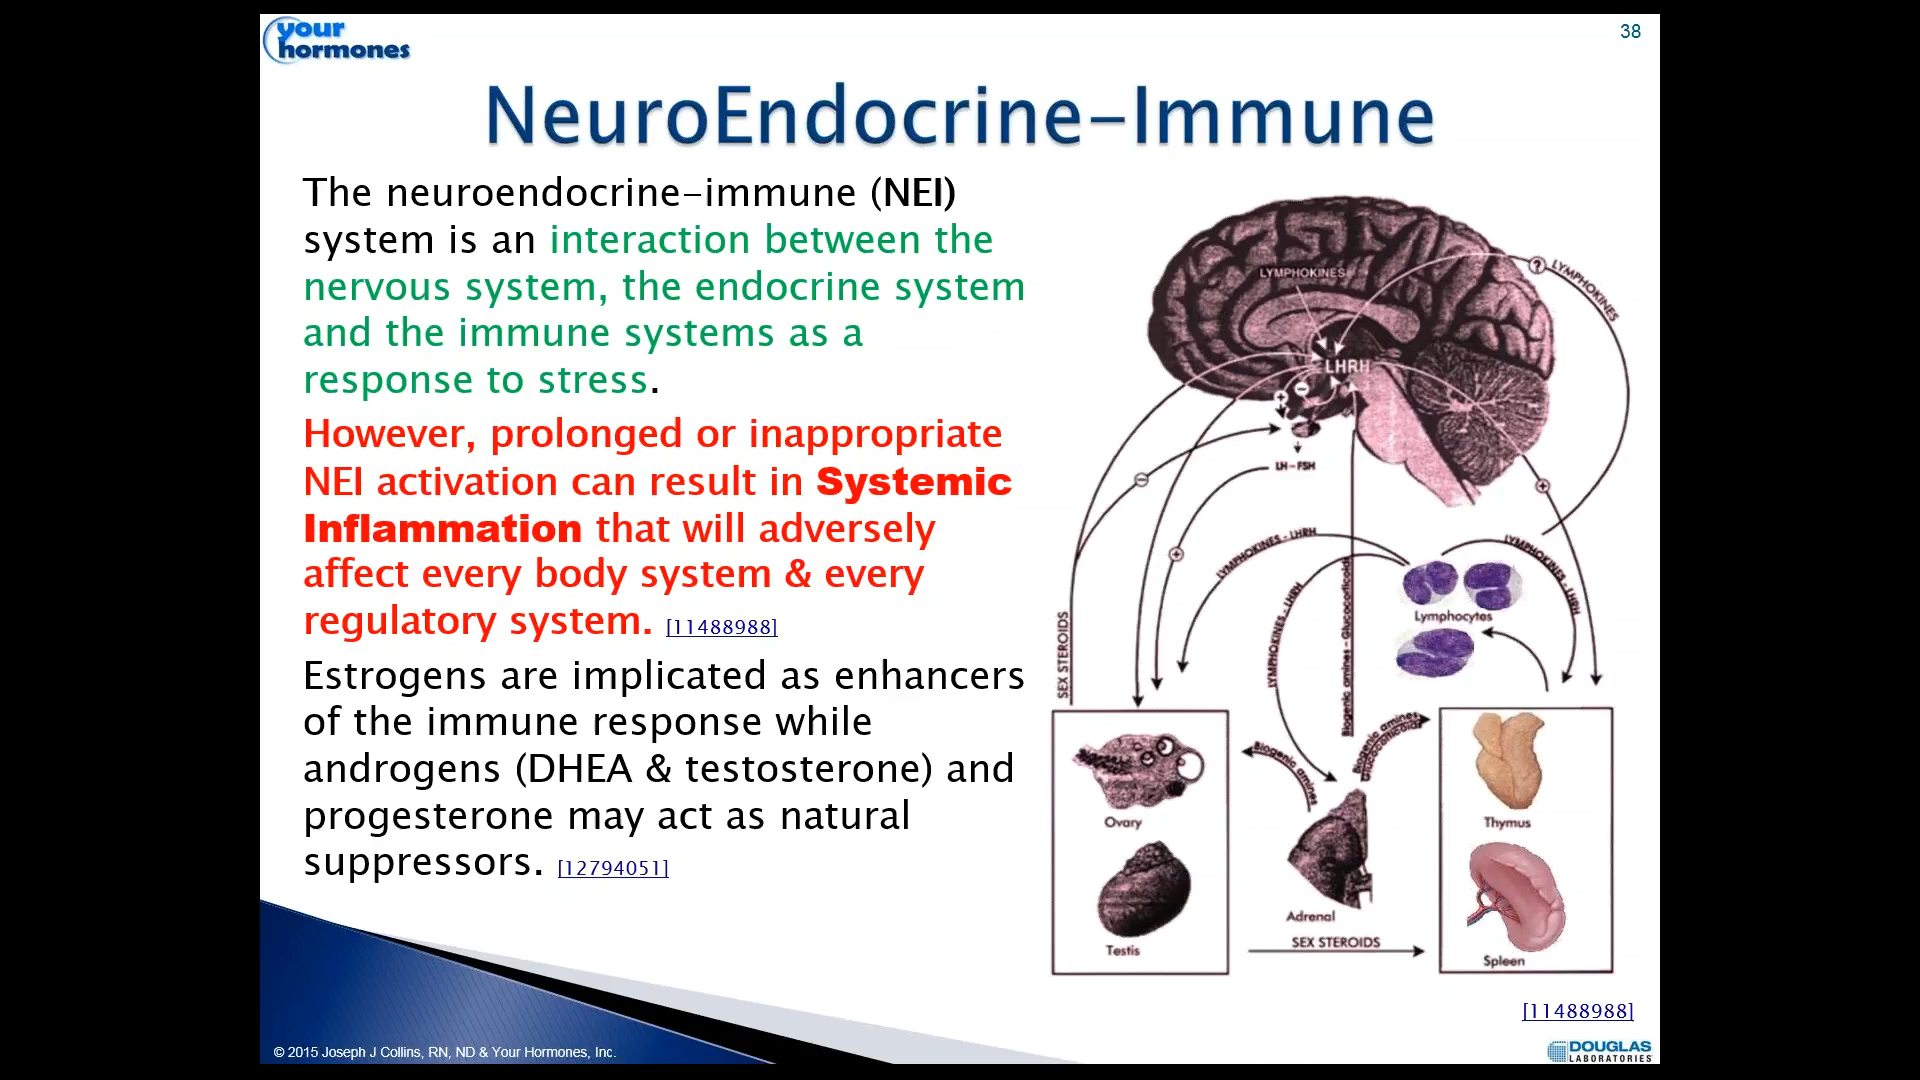 your
hormones
38
NeuroEndocrine-Immune
The neuroendocrine-immune (NEI)
system is an interaction between the
nervous system, the endocrine system
and the immune systems as a
response to stress.
However, prolonged or inappropriate
NEI activation can result in Systemic
Inflammation that will adversely
affect every body system & every
regulatory system. [11488988]
Estrogens are implicated as enhancers
of the immune response while
androgens (DHEA & testosterone) and
progesterone may act as natural
suppressors. [12794051]
LYMPHOKINES
?
LYMPHOKINES
LHRH
−
+
LH-FSH
−
+
+
LYMPHOKINES - LHRH
LYMPHOKINES - LHRH
LYMPHOKINES - LHRH
Lymphocytes
SEX STEROIDS
Biogenic amines - Glucocorticoids
Biogenic amines
Glucocorticoids
Biogenic amines
Ovary
Testis
Adrenal
Thymus
Spleen
SEX STEROIDS
[11488988]
© 2015 Joseph J Collins, RN, ND & Your Hormones, Inc.
DOUGLAS
LABORATORIES